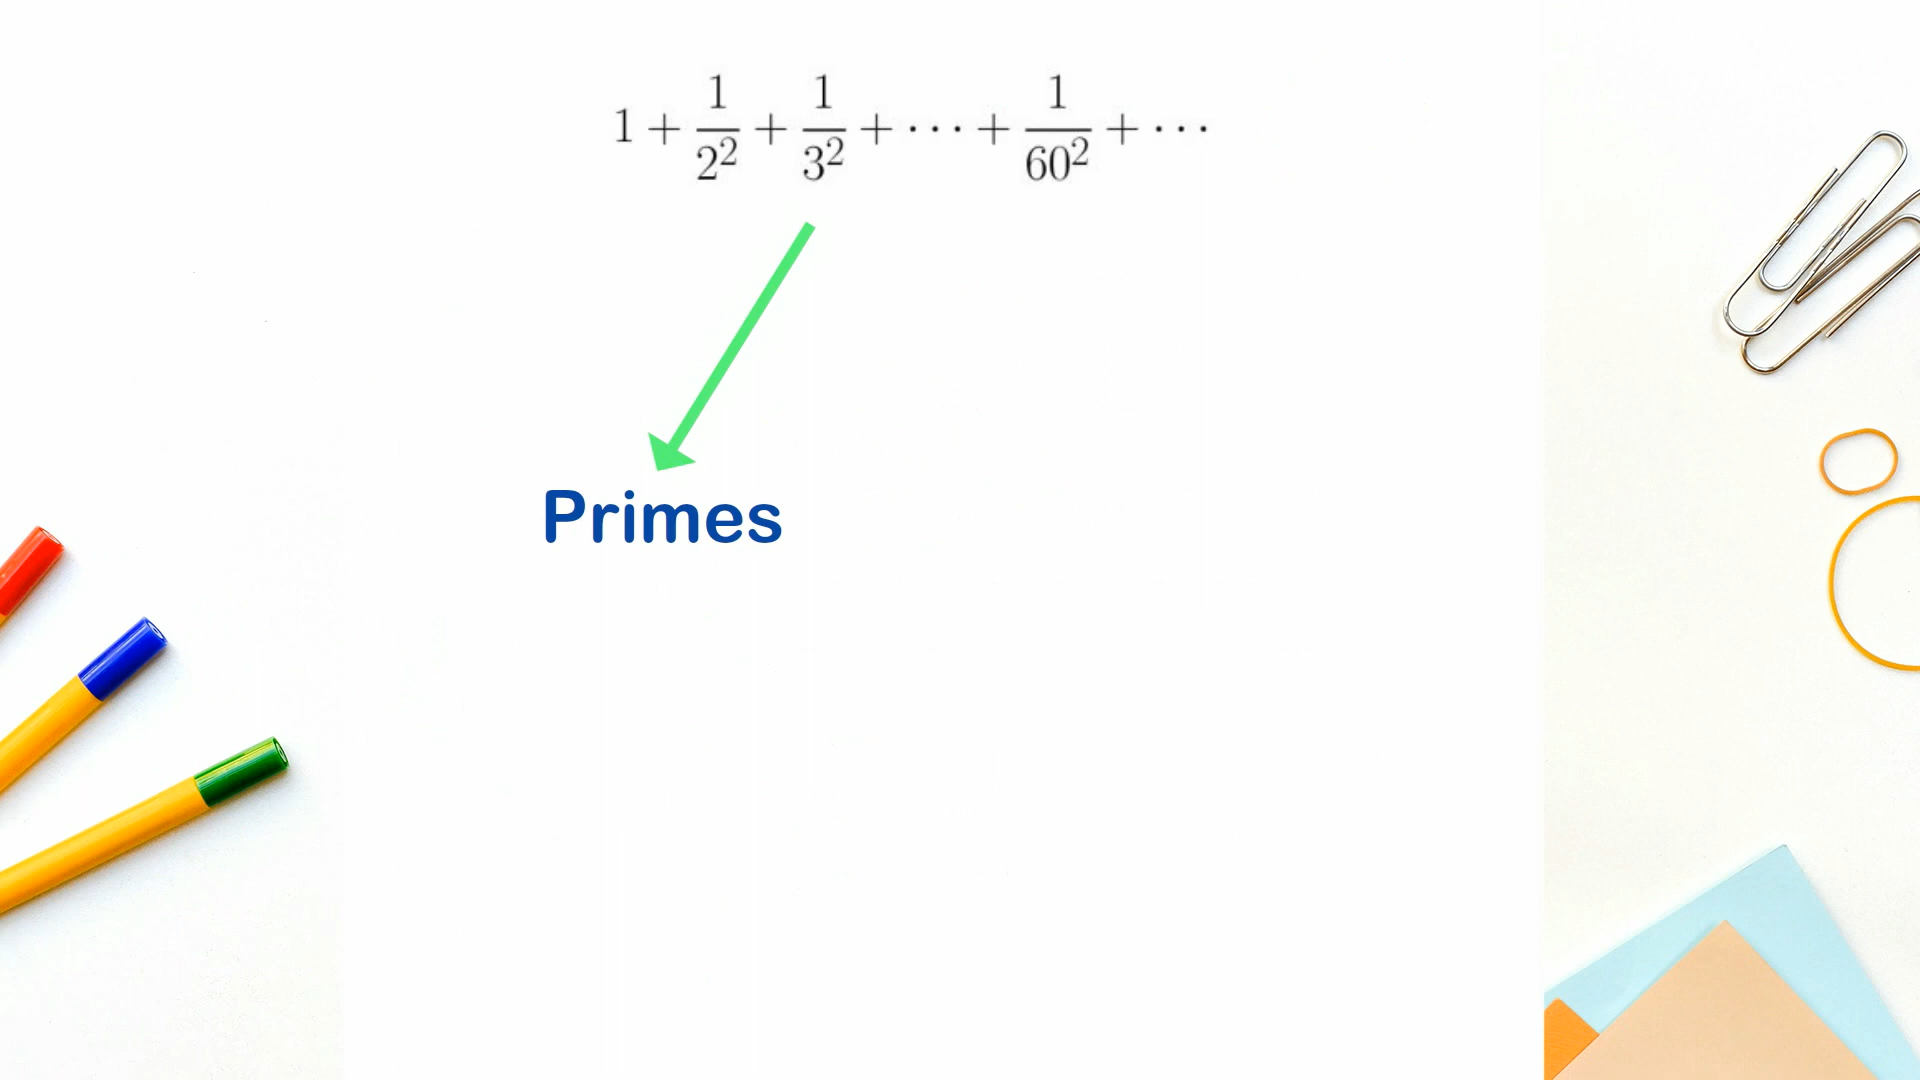 1 + 1/2² + 1/3² + ··· + 1/60² + ···
Primes